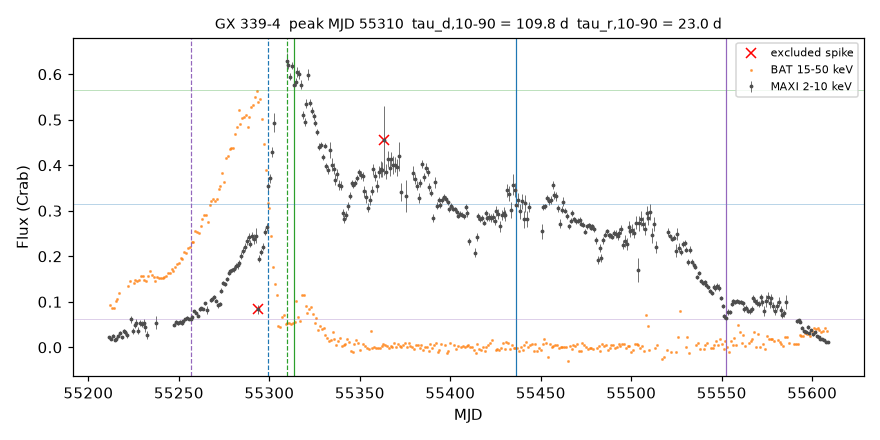 GX 339-4 peak MJD 55310 tau_d,10-90 = 109.8 d tau_r,10-90 = 23.0 d
excluded spike
BAT 15-50 keV
MAXI 2-10 keV
Flux ((Crab)
0.6
0.5
0.4
0.3
0.2
0.1
0.0
55200 55250 55300 55350 55400 55450 55500 55550 55600
MJD